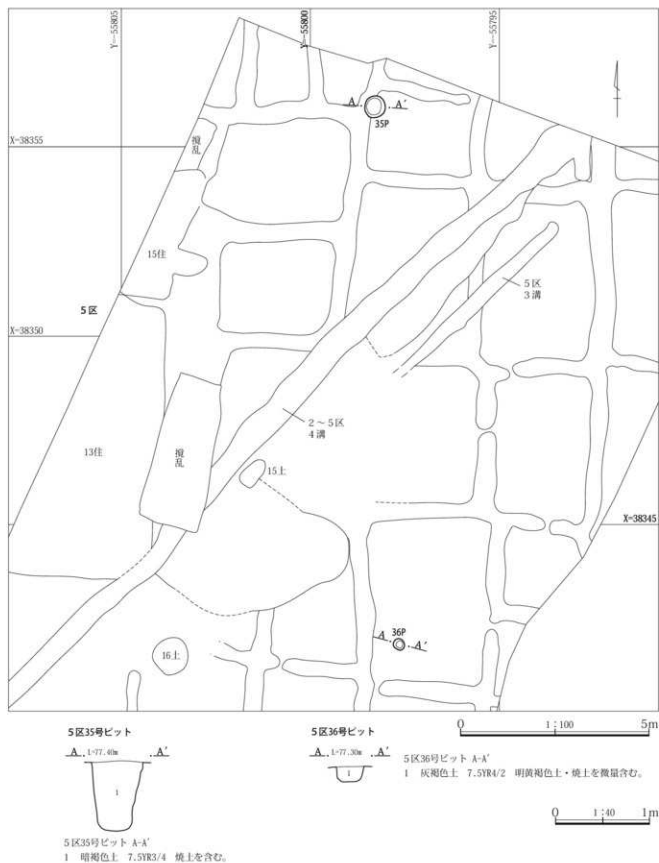 Y=-55805
Y=-55800
Y=-55795
A A'
35P
X=38355
攪乱
15住
5区
3溝
5区
X=38350
2～5区
4溝
13住
攪乱
15土
X=38345
36P
A A'
16土
0 1:100 5m
5区35号ピット
A L=77.40m A'
1
5区35号ピット A-A'
1 暗褐色土 7.5YR3/4 焼土を含む。
5区36号ピット
A L=77.30m A'
1
5区36号ピット A-A'
1 灰褐色土 7.5YR4/2 明黄褐色土・焼土を微量含む。
0 1:40 1m